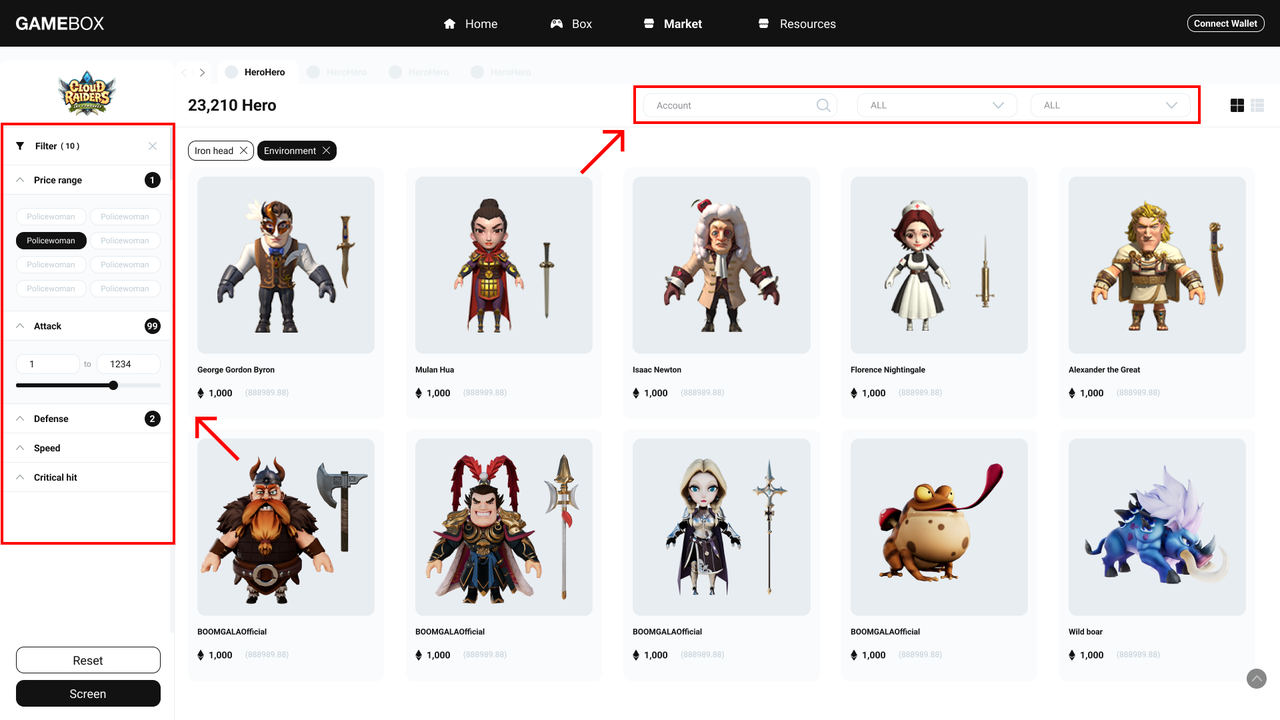 GAMEBOX
Home
Box
Market
Resources
Connect Wallet
CLOUD
RAIDERS
HeroHero
HeroHero
HeroHero
HeroHero
23,210 Hero
Account
ALL
ALL
Filter ( 10 )
Iron head
Environment
Price range
1
Policewoman Policewoman
Policewoman Policewoman
Policewoman Policewoman
Policewoman Policewoman
Attack
99
1 to 1234
Defense
2
Speed
Critical hit
Reset
Screen
George Gordon Byron
1,000 (888989.88)
Mulan Hua
1,000 (888989.88)
Isaac Newton
1,000 (888989.88)
Florence Nightingale
1,000 (888989.88)
Alexander the Great
1,000 (888989.88)
BOOMGALAOfficial
1,000 (888989.88)
BOOMGALAOfficial
1,000 (888989.88)
BOOMGALAOfficial
1,000 (888989.88)
BOOMGALAOfficial
1,000 (888989.88)
Wild boar
1,000 (888989.88)